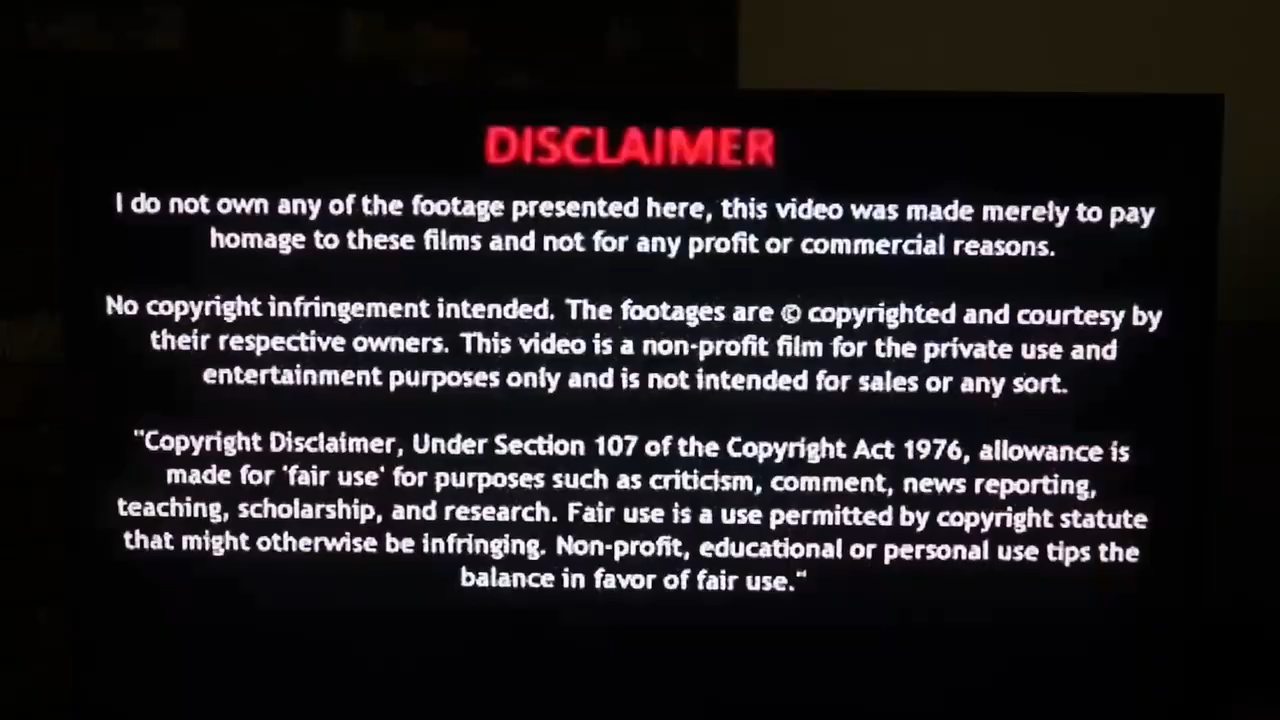 DISCLAIMER
I do not own any of the footage presented here, this video was made merely to pay
homage to these films and not for any profit or commercial reasons.
No copyright infringement intended. The footages are © copyrighted and courtesy by
their respective owners. This video is a non-profit film for the private use and
entertainment purposes only and is not intended for sales or any sort.
"Copyright Disclaimer, Under Section 107 of the Copyright Act 1976, allowance is
made for 'fair use' for purposes such as criticism, comment, news reporting,
teaching, scholarship, and research. Fair use is a use permitted by copyright statute
that might otherwise be infringing. Non-profit, educational or personal use tips the
balance in favor of fair use."